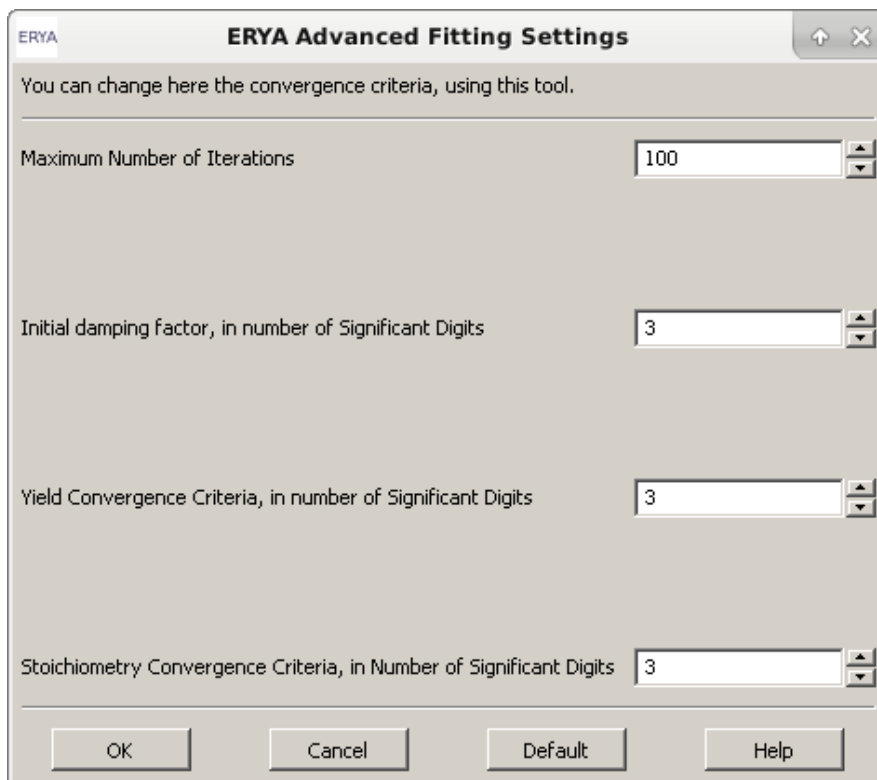 ERYA ERYA Advanced Fitting Settings
You can change here the convergence criteria, using this tool.
Maximum Number of Iterations 100
Initial damping factor, in number of Significant Digits 3
Yield Convergence Criteria, in number of Significant Digits 3
Stoichiometry Convergence Criteria, in Number of Significant Digits 3
OK Cancel Default Help